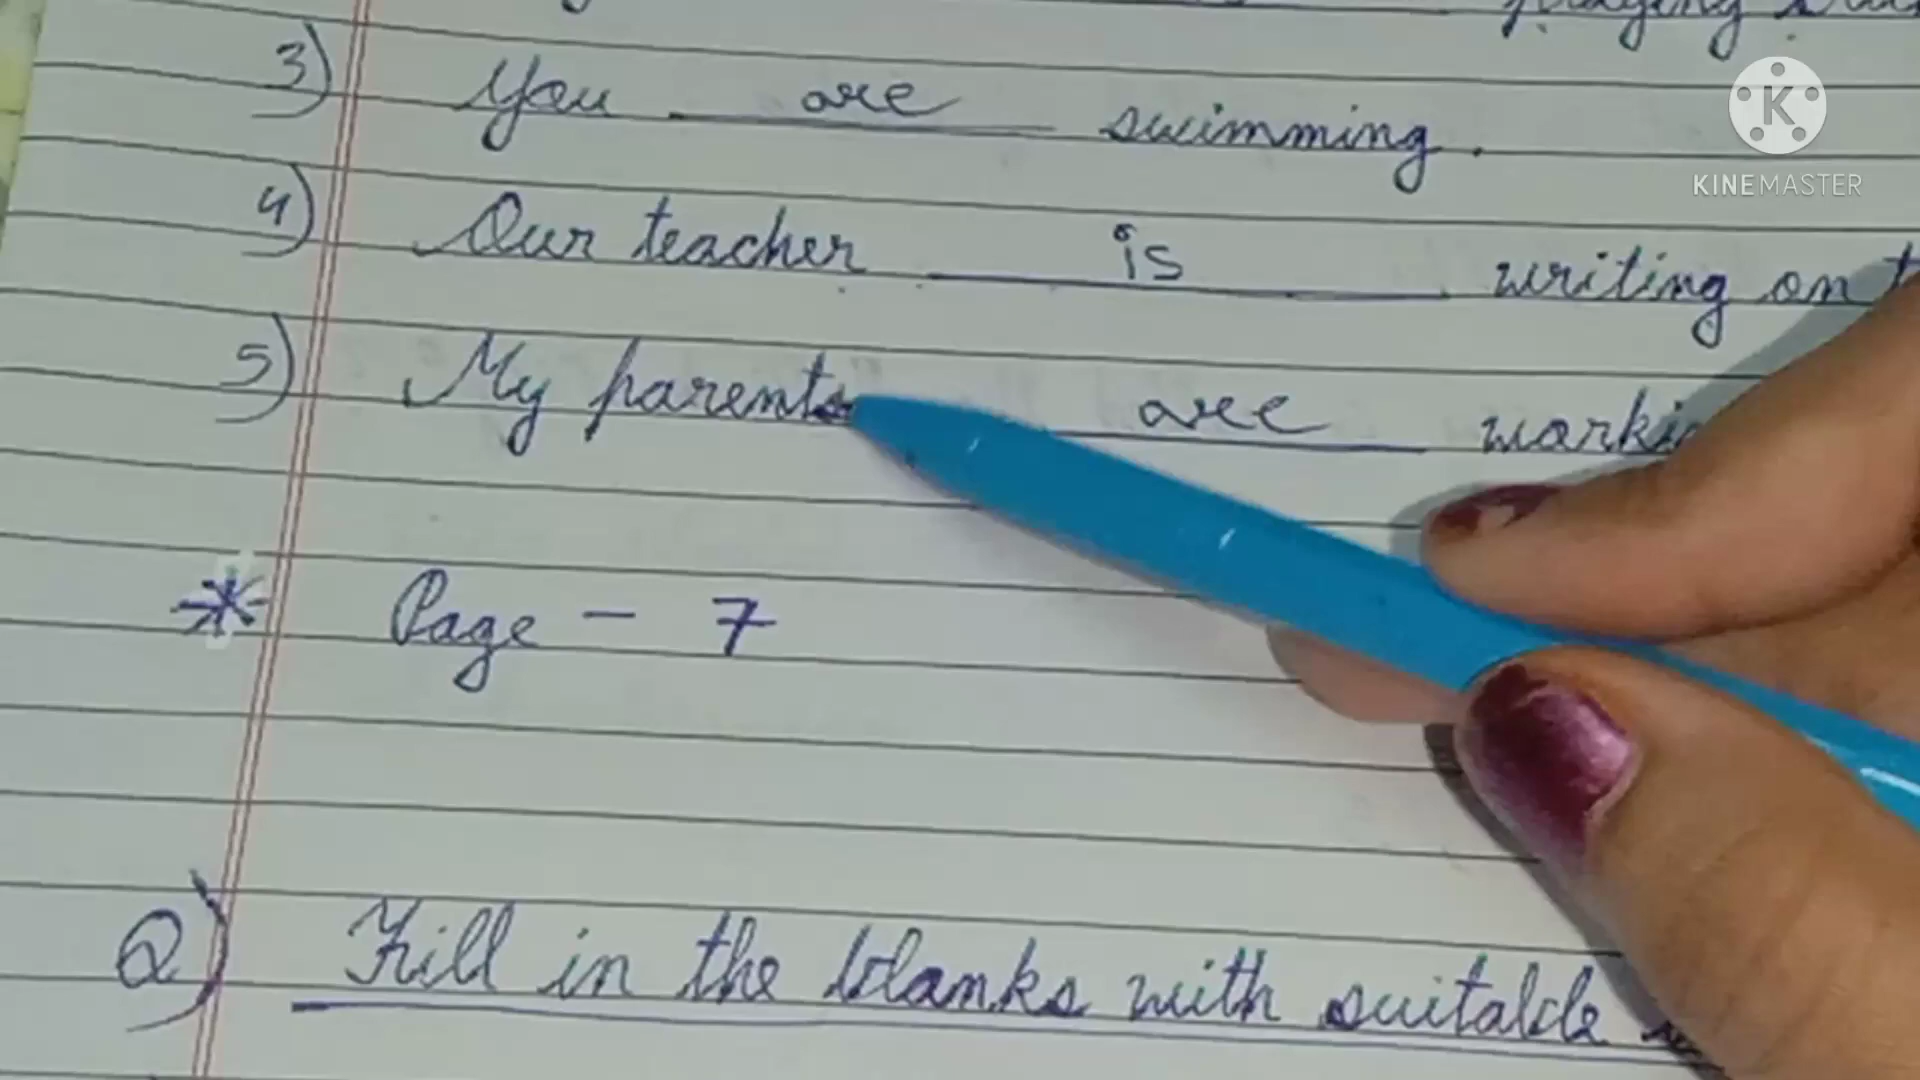 playing
3) You are swimming.
KINEMASTER
4) Our teacher is writing on
5) My parents are
* Page - 7
Q) Fill in the blanks with suitable